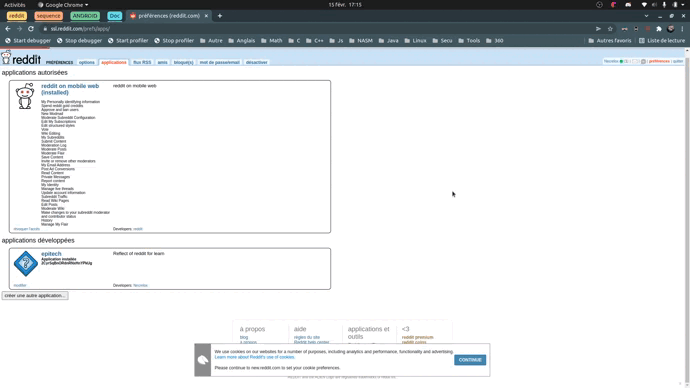 Activités
Google Chrome
15 févr. 17:15
reddit
sequence
ANDROID
Doc
préférences (reddit.com)
ssl.reddit.com/prefs/apps/
Start debugger
Stop debugger
Start profiler
Stop profiler
Autre
Anglais
Math
C
C++
Js
NASM
Java
Linux
Secu
Tools
360
Autres favoris
Liste de lecture
reddit
PRÉFÉRENCES
options
applications
flux RSS
amis
bloqué(s)
mot de passe/email
désactiver
préférences
quitter
applications autorisées
reddit on mobile web
(installed)
reddit on mobile web
My Personally identifying information
Spend reddit gold creddits
Approve and ban users
New Modmail
Moderate Subreddit Configuration
Edit My Subscriptions
Edit structured styles
Vote
Wiki Editing
My Subreddits
Submit Content
Moderation Log
Moderate Posts
Moderate Flair
Save Content
Invite or remove other moderators
My Email Address
Post Ad Conversions
Read Content
Private Messages
Report content
My Identity
Manage live threads
Update account information
Subreddit Traffic
Read Wiki Pages
Edit Posts
Moderate Wiki
Make changes to your subreddit moderator
and contributor status
History
Manage My Flair
révoquer l'accès
Developers: reddit
applications développées
epitech
Application installée
Reflect of reddit for learn
modifier
Developers:
créer une autre application...
a propos
blog
à propos
aide
règles du site
Reddit help center
applications et
outils
<3
reddit premium
reddit coins
We use cookies on our websites for a number of purposes, including analytics and performance, functionality and advertising.
Learn more about Reddit's use of cookies.
Please continue to new.reddit.com to set your cookie preferences.
CONTINUE